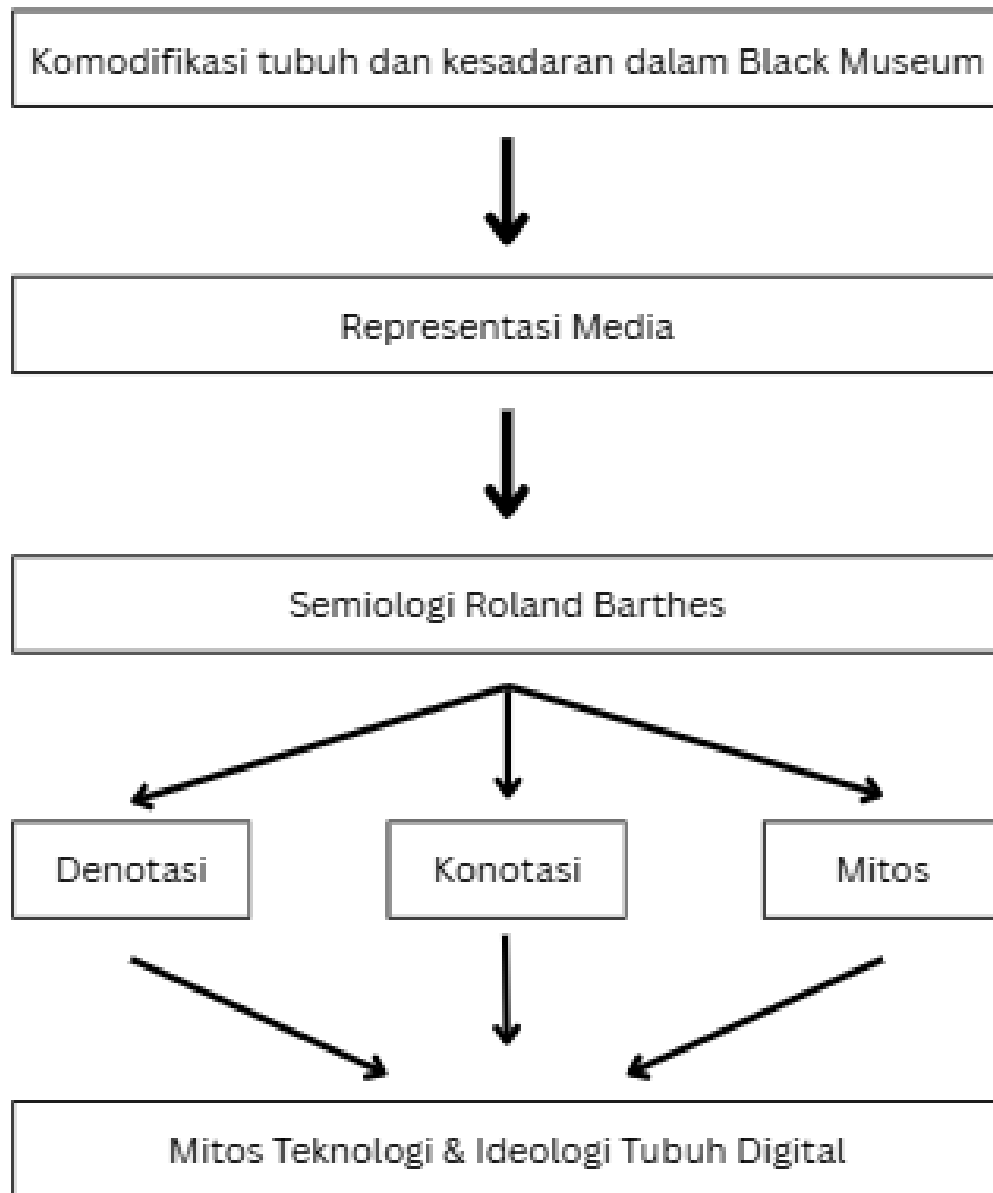 Komodifikasi tubuh dan kesadaran dalam Black Museum
Representasi Media
Semiologi Roland Barthes
Denotasi
Konotasi
Mitos
Mitos Teknologi & Ideologi Tubuh Digital